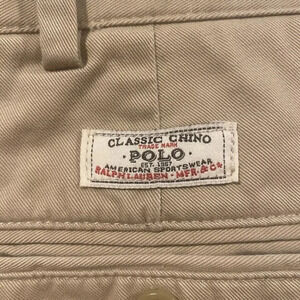 CLASSIC CHINO
TRADE MARK
· POLO ·
EST. 1967
AMERICAN SPORTSWEAR
RALPH LAUREN · MFR. & Co.